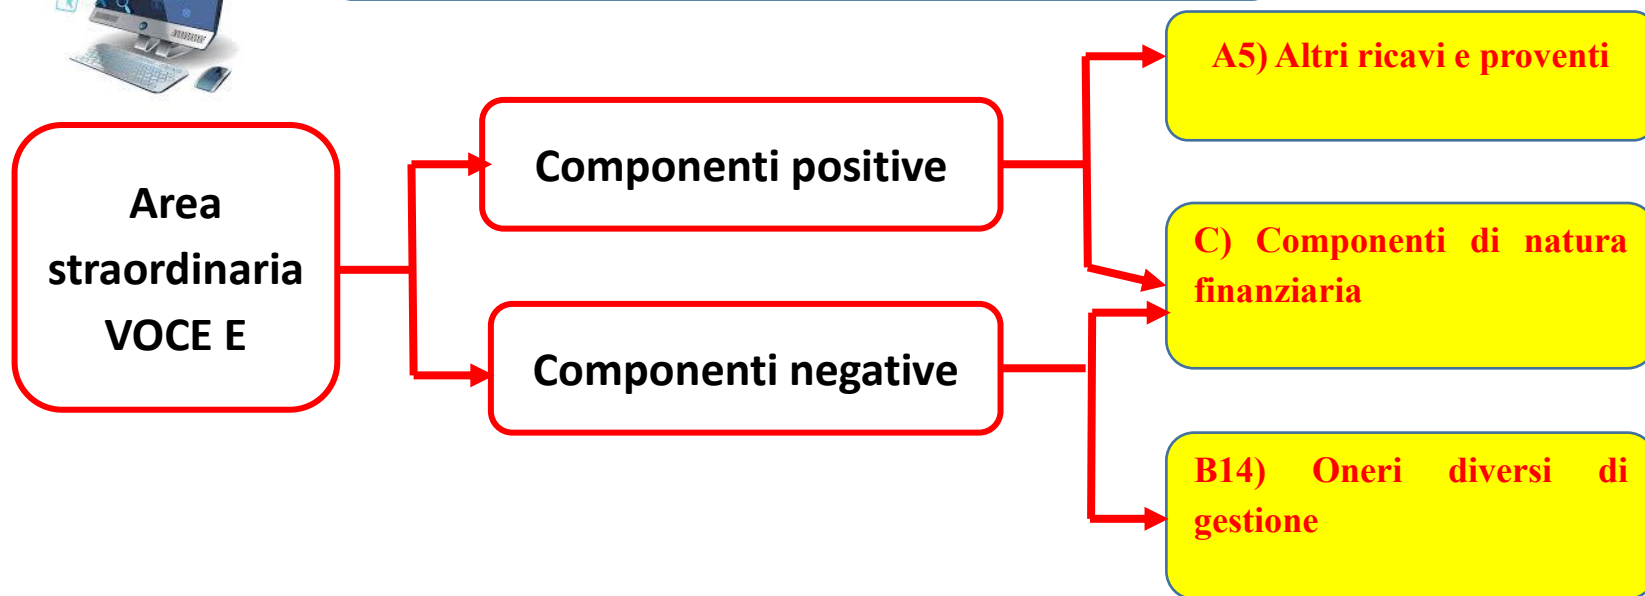 Area
straordinaria
VOCE E
Componenti positive
Componenti negative
A5) Altri ricavi e proventi
C) Componenti di natura
finanziaria
B14) Oneri diversi di
gestione